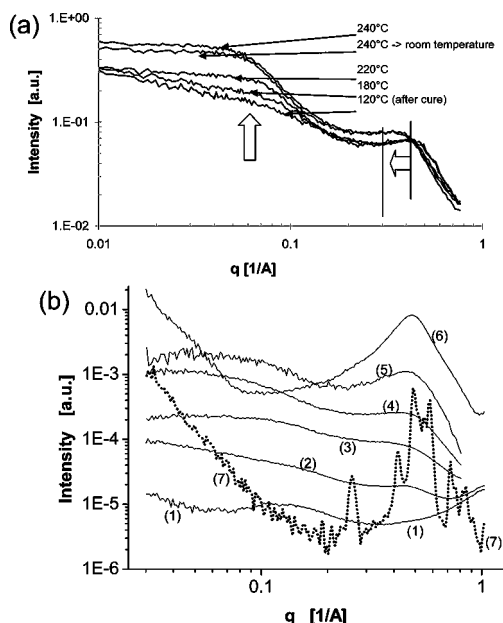 (a)
1.E+00
1.E-01
1.E-02
Intensity [a.u.]
240°C
240°C -> room temperature
220°C
180°C
120°C (after cure)
0.01
0.1
1
q [1/A]
(b)
0.01
1E-3
1E-4
1E-5
1E-6
Intensity [a.u.]
(6)
(5)
(4)
(3)
(2)
(7)
(1)
(1)
(7)
0.1
1
q [1/A]